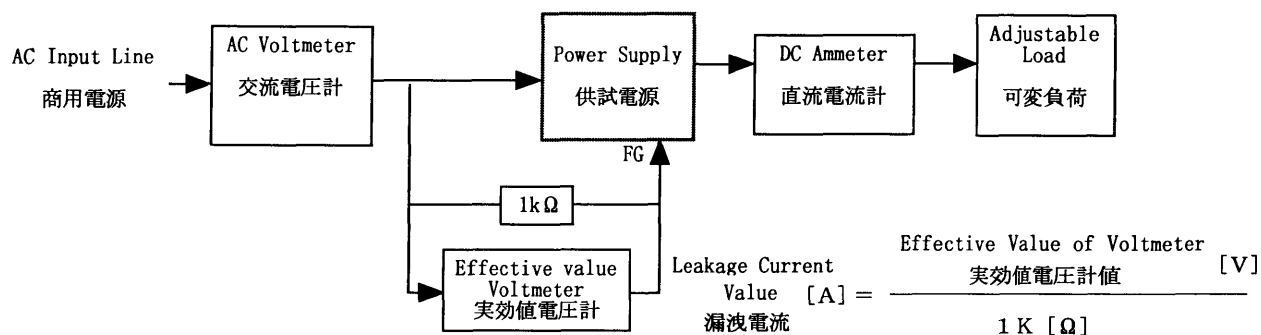 AC Input Line
商用電源
AC Voltmeter
交流電圧計
Power Supply
供試電源
DC Ammeter
直流電流計
Adjustable
Load
可変負荷
FG
1kΩ
Effective value
Voltmeter
実効値電圧計
Leakage Current
Value [A] =
漏洩電流
Effective Value of Voltmeter
実効値電圧計値 [V]
1K [Ω]